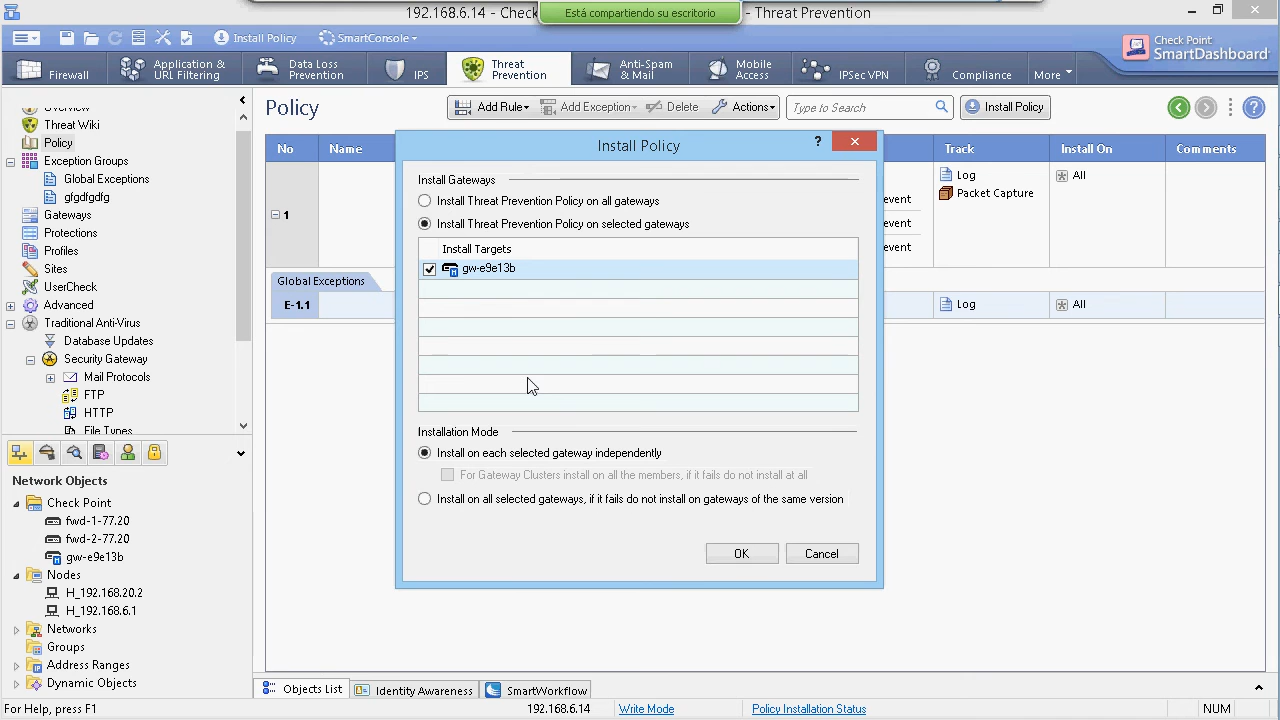 192.168.6.14 - Check
Está compartiendo su escritorio
- Threat Prevention
Install Policy
SmartConsole
Check Point
SmartDashboard
Firewall
Application & URL Filtering
Data Loss Prevention
IPS
Threat Prevention
Anti-Spam & Mail
Mobile Access
IPSec VPN
Compliance
More
Threat Wiki
Policy
Exception Groups
Global Exceptions
gfgdfgdfg
Gateways
Protections
Profiles
Sites
UserCheck
Advanced
Traditional Anti-Virus
Database Updates
Security Gateway
Mail Protocols
FTP
HTTP
File Types
Network Objects
Check Point
fwd-1-77.20
fwd-2-77.20
gw-e9e13b
Nodes
H_192.168.20.2
H_192.168.6.1
Networks
Groups
Address Ranges
Dynamic Objects
Policy
Add Rule
Add Exception
Delete
Actions
Type to Search
Install Policy
No
Name
Track
Install On
Comments
1
event
event
event
Log
Packet Capture
All
Global Exceptions
E-1.1
Log
All
Install Policy
?
Install Gateways
Install Threat Prevention Policy on all gateways
Install Threat Prevention Policy on selected gateways
Install Targets
gw-e9e13b
Installation Mode
Install on each selected gateway independently
For Gateway Clusters install on all the members, if it fails do not install at all
Install on all selected gateways, if it fails do not install on gateways of the same version
OK
Cancel
Objects List
Identity Awareness
SmartWorkflow
For Help, press F1
192.168.6.14
Write Mode
Policy Installation Status
NUM